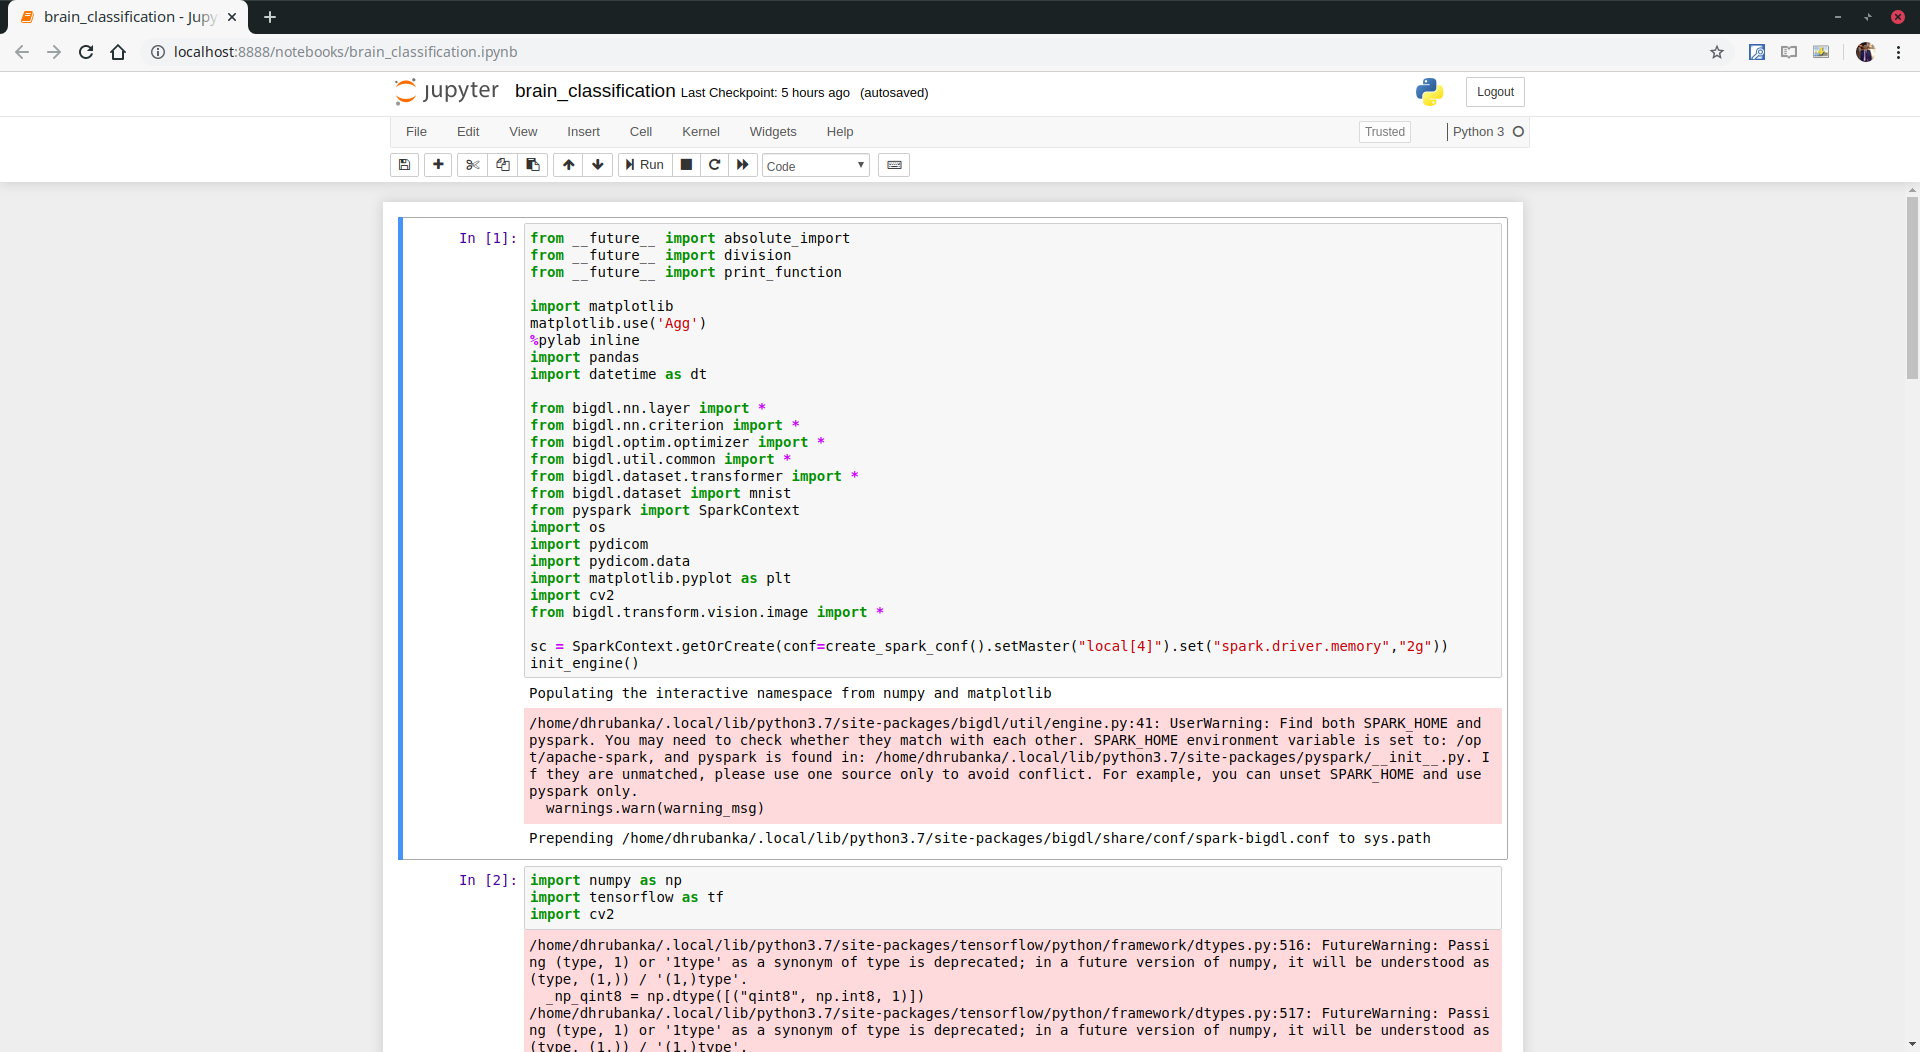 brain_classification - Jupy
localhost:8888/notebooks/brain_classification.ipynb
jupyter brain_classification Last Checkpoint: 5 hours ago (autosaved)
Logout
File Edit View Insert Cell Kernel Widgets Help
Trusted
Python 3
Run
Code
In [1]:
from __future__ import absolute_import
from __future__ import division
from __future__ import print_function
import matplotlib
matplotlib.use('Agg')
%pylab inline
import pandas
import datetime as dt
from bigdl.nn.layer import *
from bigdl.nn.criterion import *
from bigdl.optim.optimizer import *
from bigdl.util.common import *
from bigdl.dataset.transformer import *
from bigdl.dataset import mnist
from pyspark import SparkContext
import os
import pydicom
import pydicom.data
import matplotlib.pyplot as plt
import cv2
from bigdl.transform.vision.image import *
sc = SparkContext.getOrCreate(conf=create_spark_conf().setMaster("local[4]").set("spark.driver.memory","2g"))
init_engine()
Populating the interactive namespace from numpy and matplotlib
/home/dhrubanka/.local/lib/python3.7/site-packages/bigdl/util/engine.py:41: UserWarning: Find both SPARK_HOME and
pyspark. You may need to check whether they match with each other. SPARK_HOME environment variable is set to: /op
t/apache-spark, and pyspark is found in: /home/dhrubanka/.local/lib/python3.7/site-packages/pyspark/__init__.py. I
f they are unmatched, please use one source only to avoid conflict. For example, you can unset SPARK_HOME and use
pyspark only.
warnings.warn(warning_msg)
Prepending /home/dhrubanka/.local/lib/python3.7/site-packages/bigdl/share/conf/spark-bigdl.conf to sys.path
In [2]:
import numpy as np
import tensorflow as tf
import cv2
/home/dhrubanka/.local/lib/python3.7/site-packages/tensorflow/python/framework/dtypes.py:516: FutureWarning: Passi
ng (type, 1) or '1type' as a synonym of type is deprecated; in a future version of numpy, it will be understood as
(type, (1,)) / '(1,)type'.
_np_qint8 = np.dtype([("qint8", np.int8, 1)])
/home/dhrubanka/.local/lib/python3.7/site-packages/tensorflow/python/framework/dtypes.py:517: FutureWarning: Passi
ng (type, 1) or '1type' as a synonym of type is deprecated; in a future version of numpy, it will be understood as
(type, (1,)) / '(1,)type'.